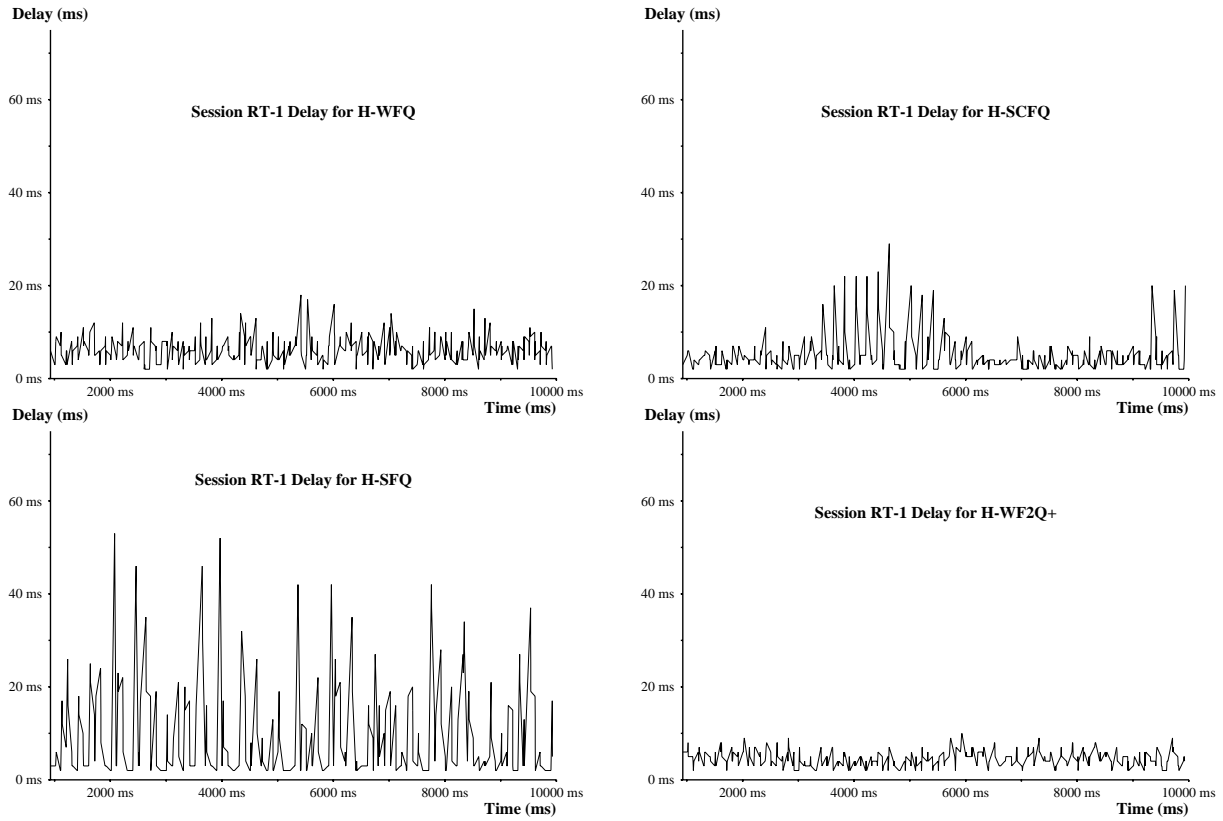 Delay (ms)
60 ms
40 ms
20 ms
0 ms
Session RT-1 Delay for H-WFQ
2000 ms
4000 ms
6000 ms
8000 ms
10000 ms
Time (ms)
Delay (ms)
60 ms
40 ms
20 ms
0 ms
Session RT-1 Delay for H-SCFQ
2000 ms
4000 ms
6000 ms
8000 ms
10000 ms
Time (ms)
Delay (ms)
60 ms
40 ms
20 ms
0 ms
Session RT-1 Delay for H-SFQ
2000 ms
4000 ms
6000 ms
8000 ms
10000 ms
Time (ms)
Delay (ms)
60 ms
40 ms
20 ms
0 ms
Session RT-1 Delay for H-WF2Q+
2000 ms
4000 ms
6000 ms
8000 ms
10000 ms
Time (ms)